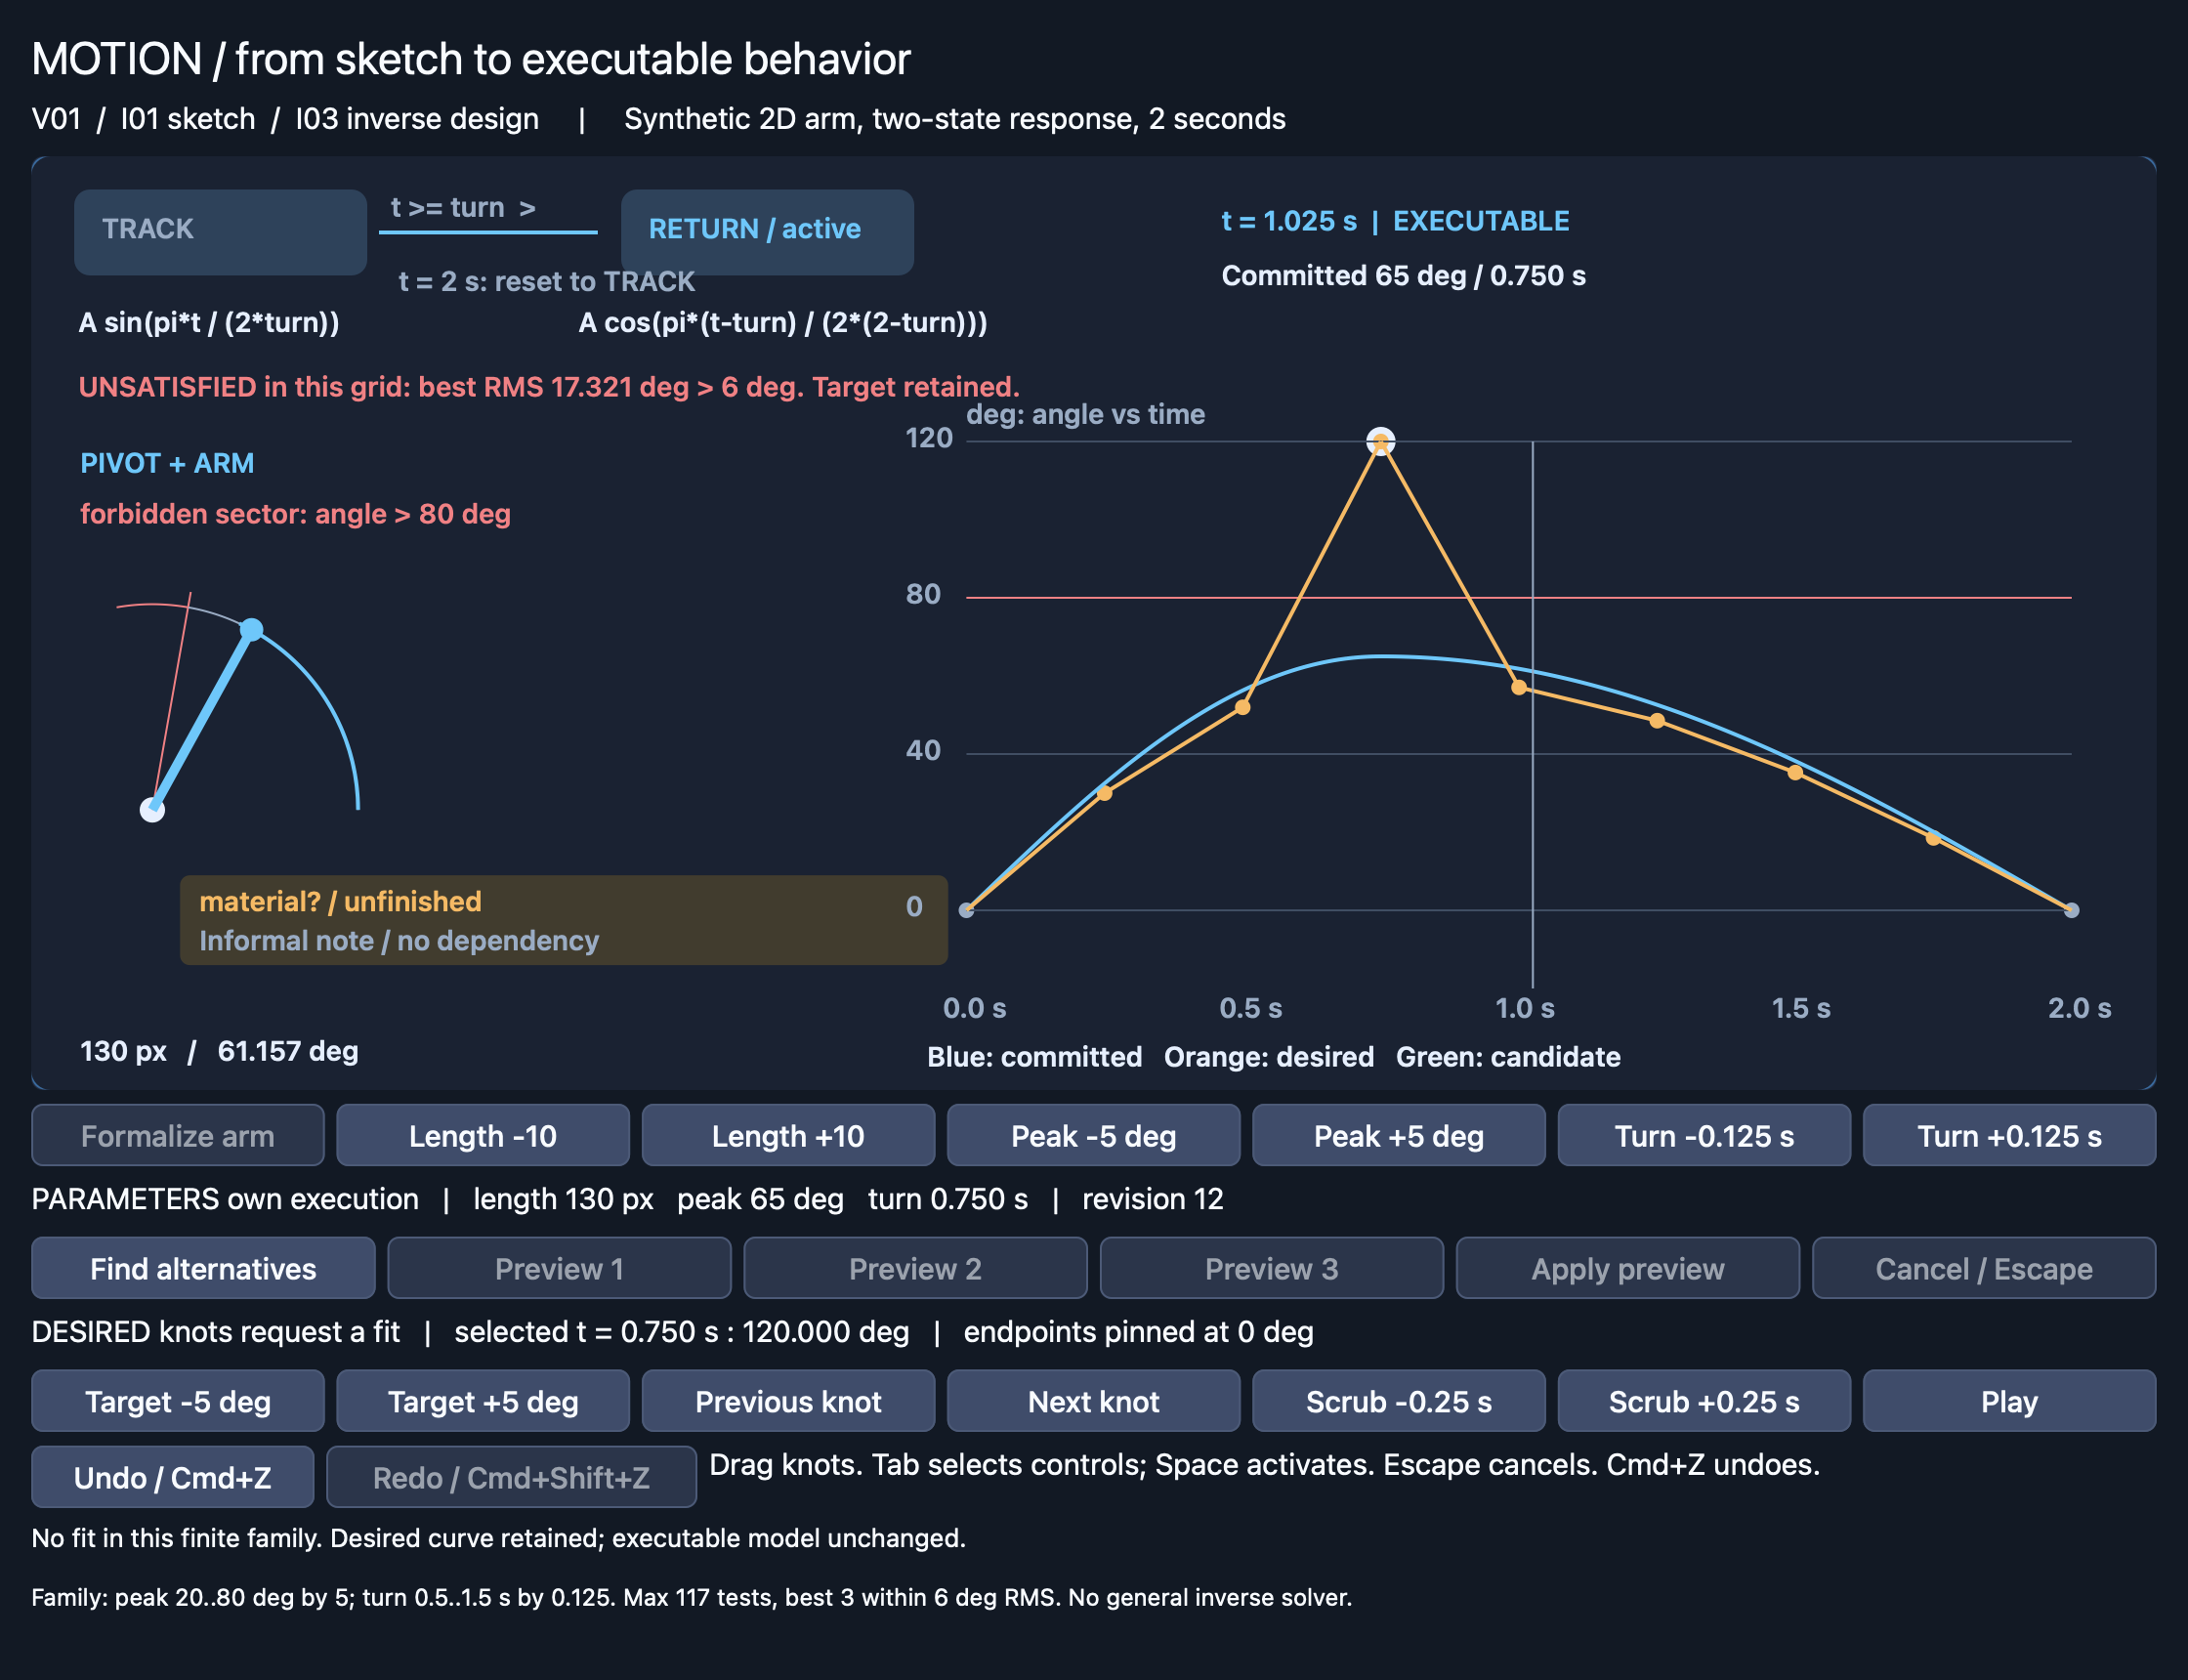 MOTION / from sketch to executable behavior
V01 / I01 sketch / I03 inverse design | Synthetic 2D arm, two-state response, 2 seconds
TRACK
t >= turn >
RETURN / active
t = 2 s: reset to TRACK
t = 1.025 s | EXECUTABLE
Committed 65 deg / 0.750 s
A sin(pi*t / (2*turn))
A cos(pi*(t-turn) / (2*(2-turn)))
UNSATISFIED in this grid: best RMS 17.321 deg > 6 deg. Target retained.
PIVOT + ARM
forbidden sector: angle > 80 deg
deg: angle vs time
120
80
40
0
material? / unfinished
Informal note / no dependency
0.0 s 0.5 s 1.0 s 1.5 s 2.0 s
130 px / 61.157 deg
Blue: committed Orange: desired Green: candidate
Formalize arm Length -10 Length +10 Peak -5 deg Peak +5 deg Turn -0.125 s Turn +0.125 s
PARAMETERS own execution | length 130 px peak 65 deg turn 0.750 s | revision 12
Find alternatives Preview 1 Preview 2 Preview 3 Apply preview Cancel / Escape
DESIRED knots request a fit | selected t = 0.750 s : 120.000 deg | endpoints pinned at 0 deg
Target -5 deg Target +5 deg Previous knot Next knot Scrub -0.25 s Scrub +0.25 s Play
Undo / Cmd+Z Redo / Cmd+Shift+Z Drag knots. Tab selects controls; Space activates. Escape cancels. Cmd+Z undoes.
No fit in this finite family. Desired curve retained; executable model unchanged.
Family: peak 20..80 deg by 5; turn 0.5..1.5 s by 0.125. Max 117 tests, best 3 within 6 deg RMS. No general inverse solver.